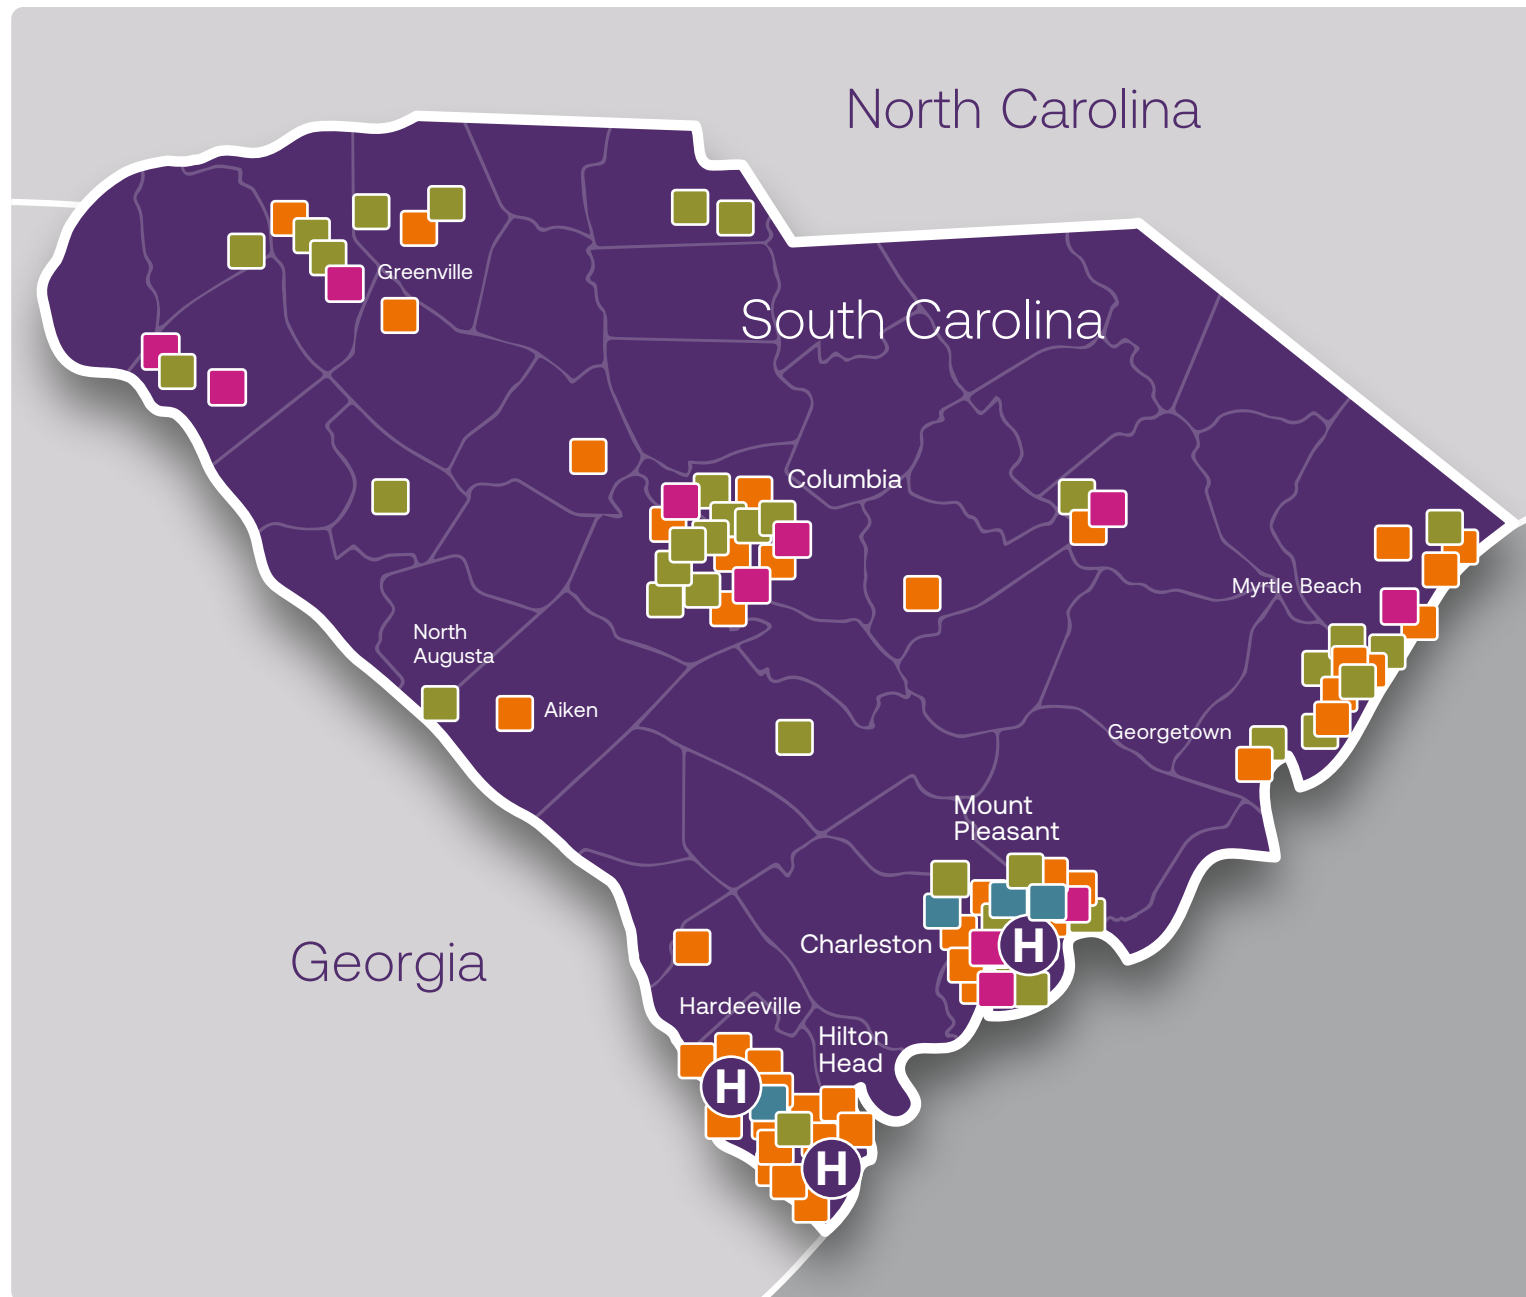 North Carolina
Greenville
South Carolina
Columbia
Myrtle Beach
North
Augusta
Aiken
Georgetown
Mount
Pleasant
Charleston
H
Georgia
Hardeeville
Hilton
Head
H
H